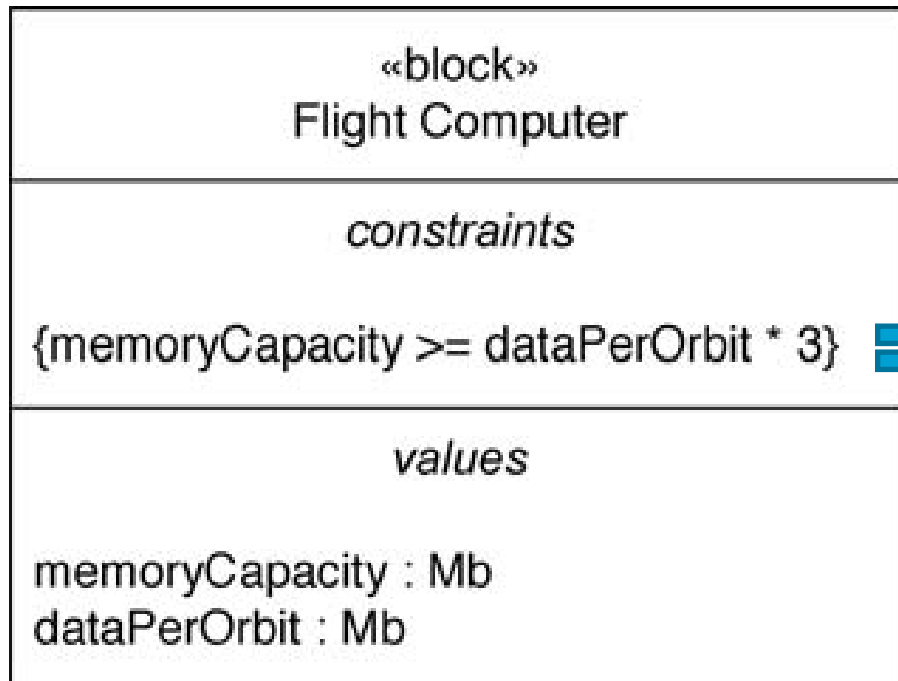 «block»
Flight Computer
constraints
{memoryCapacity >= dataPerOrbit * 3}
values
memoryCapacity : Mb
dataPerOrbit : Mb